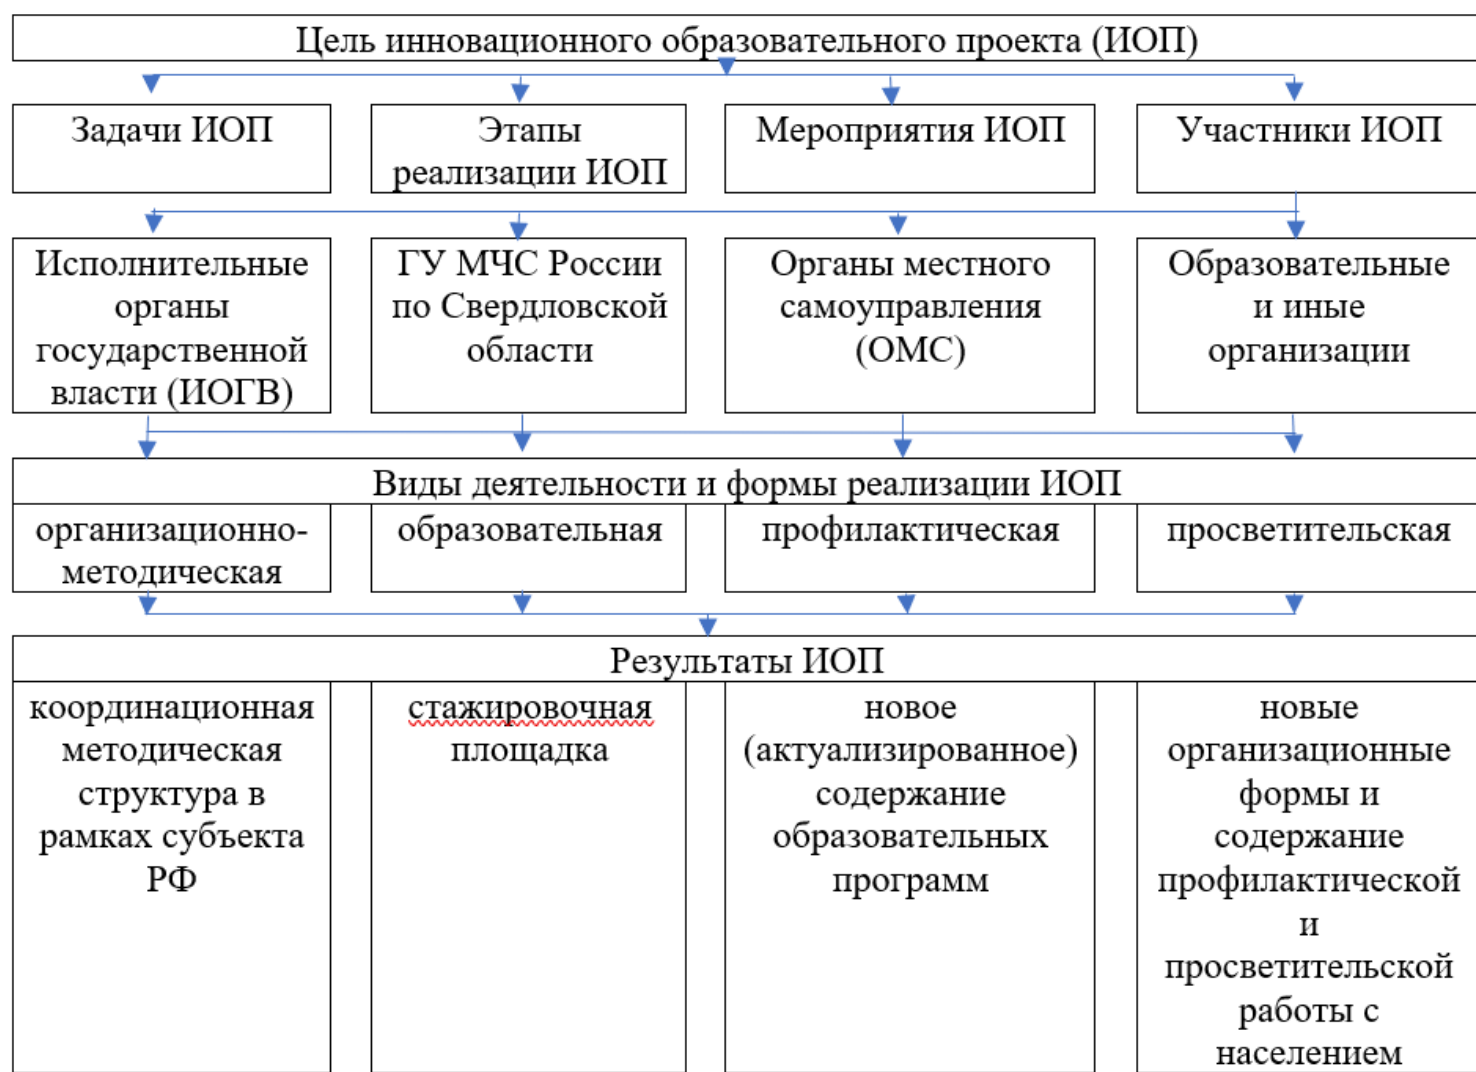 Цель инновационного образовательного проекта (ИОП)
Задачи ИОП
Этапы
реализации ИОП
Мероприятия ИОП
Участники ИОП
Исполнительные
органы
государственной
власти (ИОГВ)
ГУ МЧС России
по Свердловской
области
Органы местного
самоуправления
(ОМС)
Образовательные
и иные
организации
Виды деятельности и формы реализации ИОП
организационно-
методическая
образовательная
профилактическая
просветительская
Результаты ИОП
координационная
методическая
структура в
рамках субъекта
РФ
стажировочная
площадка
новое
(актуализированное)
содержание
образовательных
программ
новые
организационные
формы и
содержание
профилактической
и
просветительской
работы с
населением